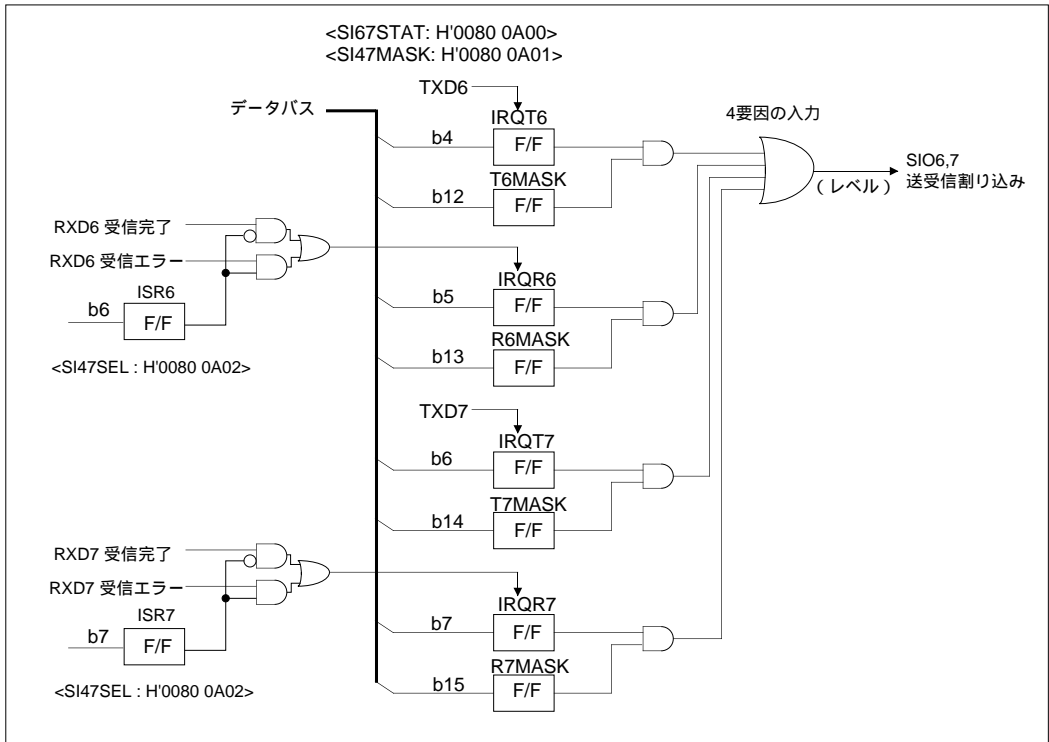 <SI67STAT: H'0080 0A00>
<SI47MASK: H'0080 0A01>
TXD6
データバス
IRQT6
4要因の入力
b4
F/F
SIO6,7
送受信割り込み
(レベル)
T6MASK
b12
F/F
RXD6 受信完了
RXD6 受信エラー
IRQR6
ISR6
b6
F/F
b5
F/F
R6MASK
b13
F/F
<SI47SEL : H'0080 0A02>
TXD7
IRQT7
b6
F/F
T7MASK
b14
F/F
RXD7 受信完了
RXD7 受信エラー
IRQR7
ISR7
b7
F/F
b7
F/F
R7MASK
b15
F/F
<SI47SEL : H'0080 0A02>